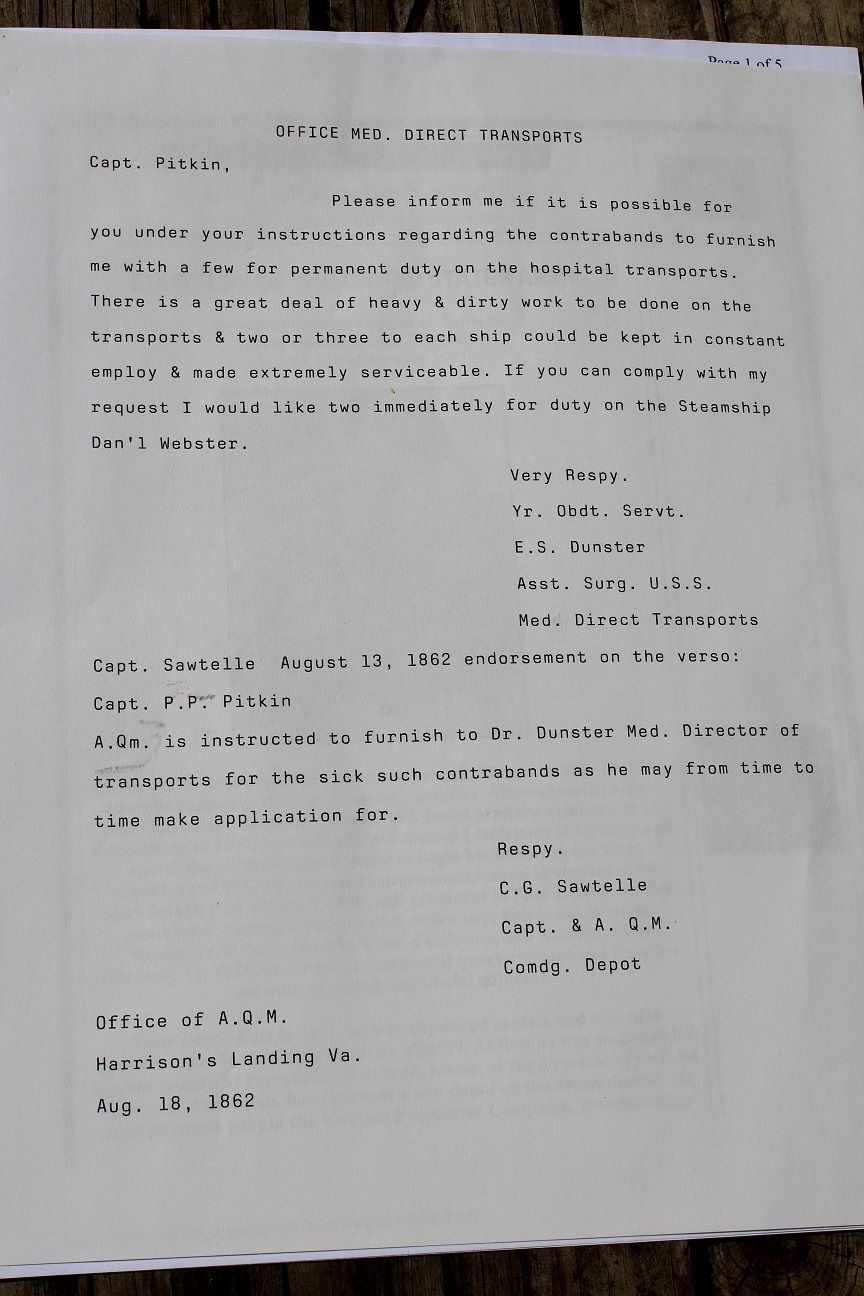 Page 1 of 5
OFFICE MED. DIRECT TRANSPORTS
Capt. Pitkin,
Please inform me if it is possible for
you under your instructions regarding the contrabands to furnish
me with a few for permanent duty on the hospital transports.
There is a great deal of heavy & dirty work to be done on the
transports & two or three to each ship could be kept in constant
employ & made extremely serviceable. If you can comply with my
request I would like two immediately for duty on the Steamship
Dan'l Webster.
Very Respy.
Yr. Obdt. Servt.
E.S. Dunster
Asst. Surg. U.S.S.
Med. Direct Transports
Capt. Sawtelle  August 13, 1862 endorsement on the verso:
Capt. P.P. Pitkin
A.Qm. is instructed to furnish to Dr. Dunster Med. Director of
transports for the sick such contrabands as he may from time to
time make application for.
Respy.
C.G. Sawtelle
Capt. & A. Q.M.
Comdg. Depot
Office of A.Q.M.
Harrison's Landing Va.
Aug. 18, 1862